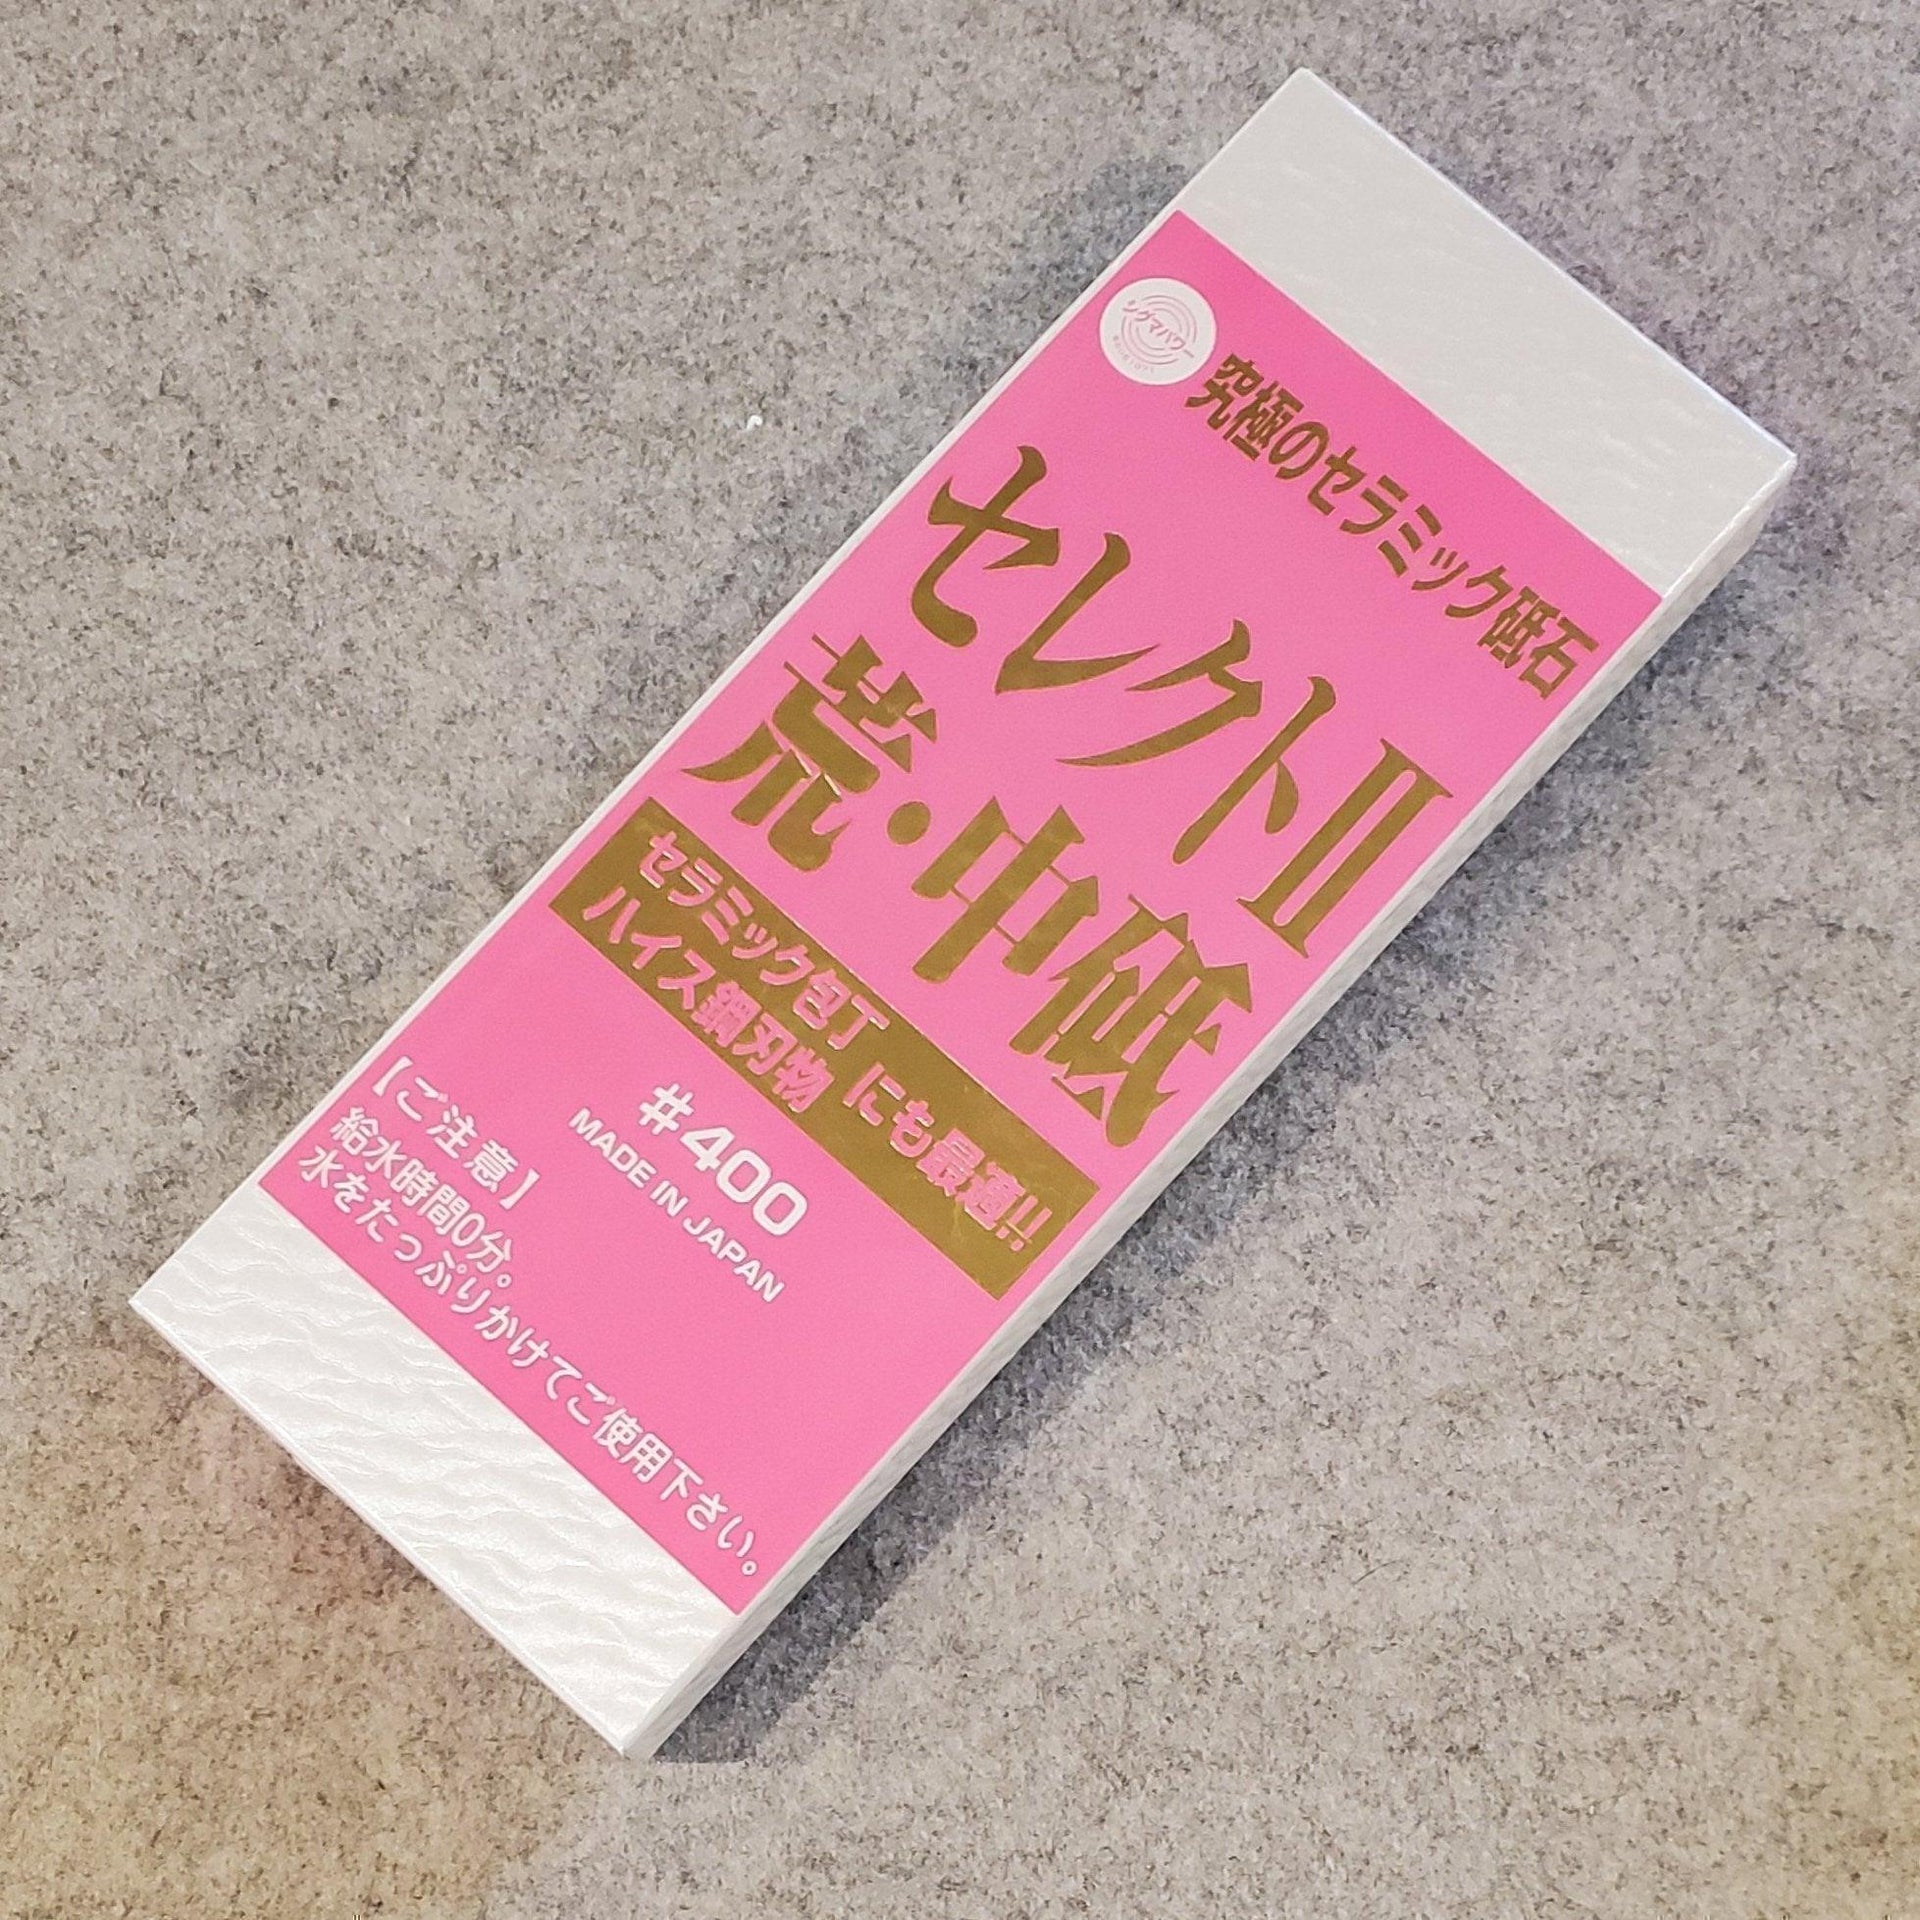 シグマパワー
究極のセラミック砥石
セレクトⅡ
荒・中砥
セラミック包丁
ハイス鋼刃物
にも最適!!
#400
MADE IN JAPAN
【ご注意】
給水時間0分。
水をたっぷりかけてご使用下さい。